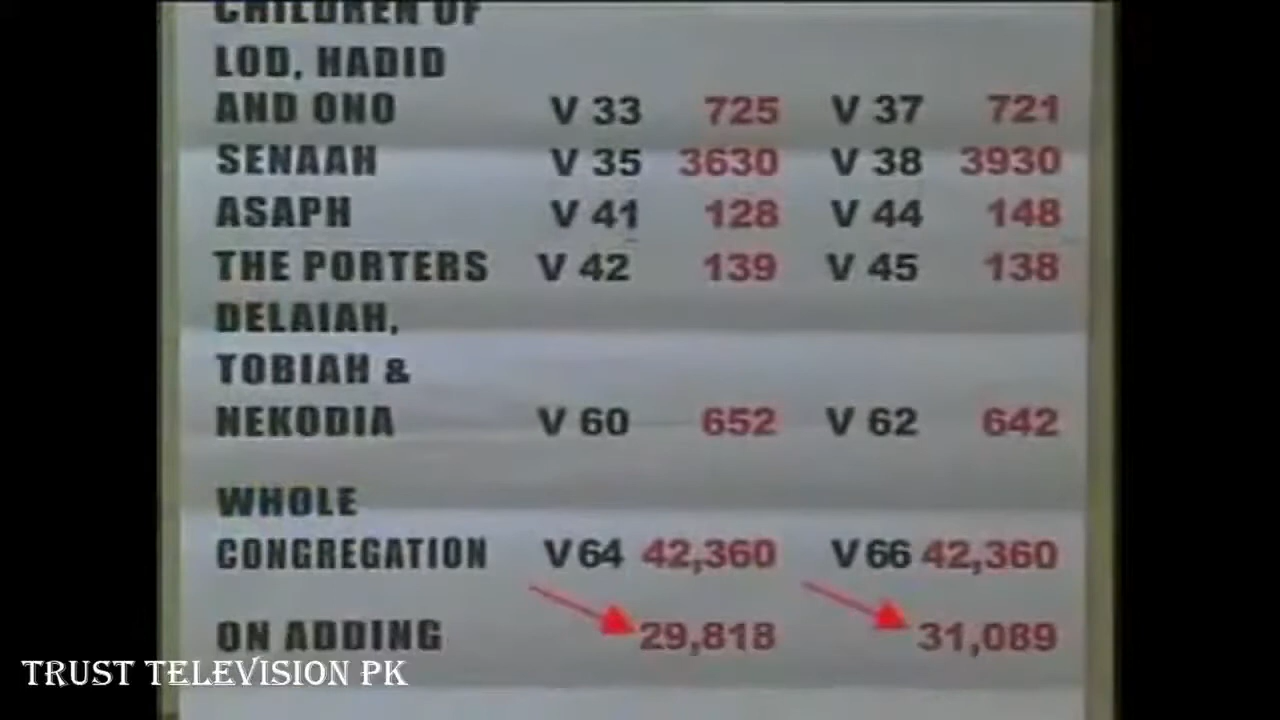 CHILDREN OF
LOD, HADID
AND ONO V 33 725 V 37 721
SENAAH V 35 3630 V 38 3930
ASAPH V 41 128 V 44 148
THE PORTERS V 42 139 V 45 138
DELAIAH,
TOBIAH &
NEKODIA V 60 652 V 62 642
WHOLE
CONGREGATION V 64 42,360 V 66 42,360
ON ADDING 29,818 31,089
TRUST TELEVISION PK